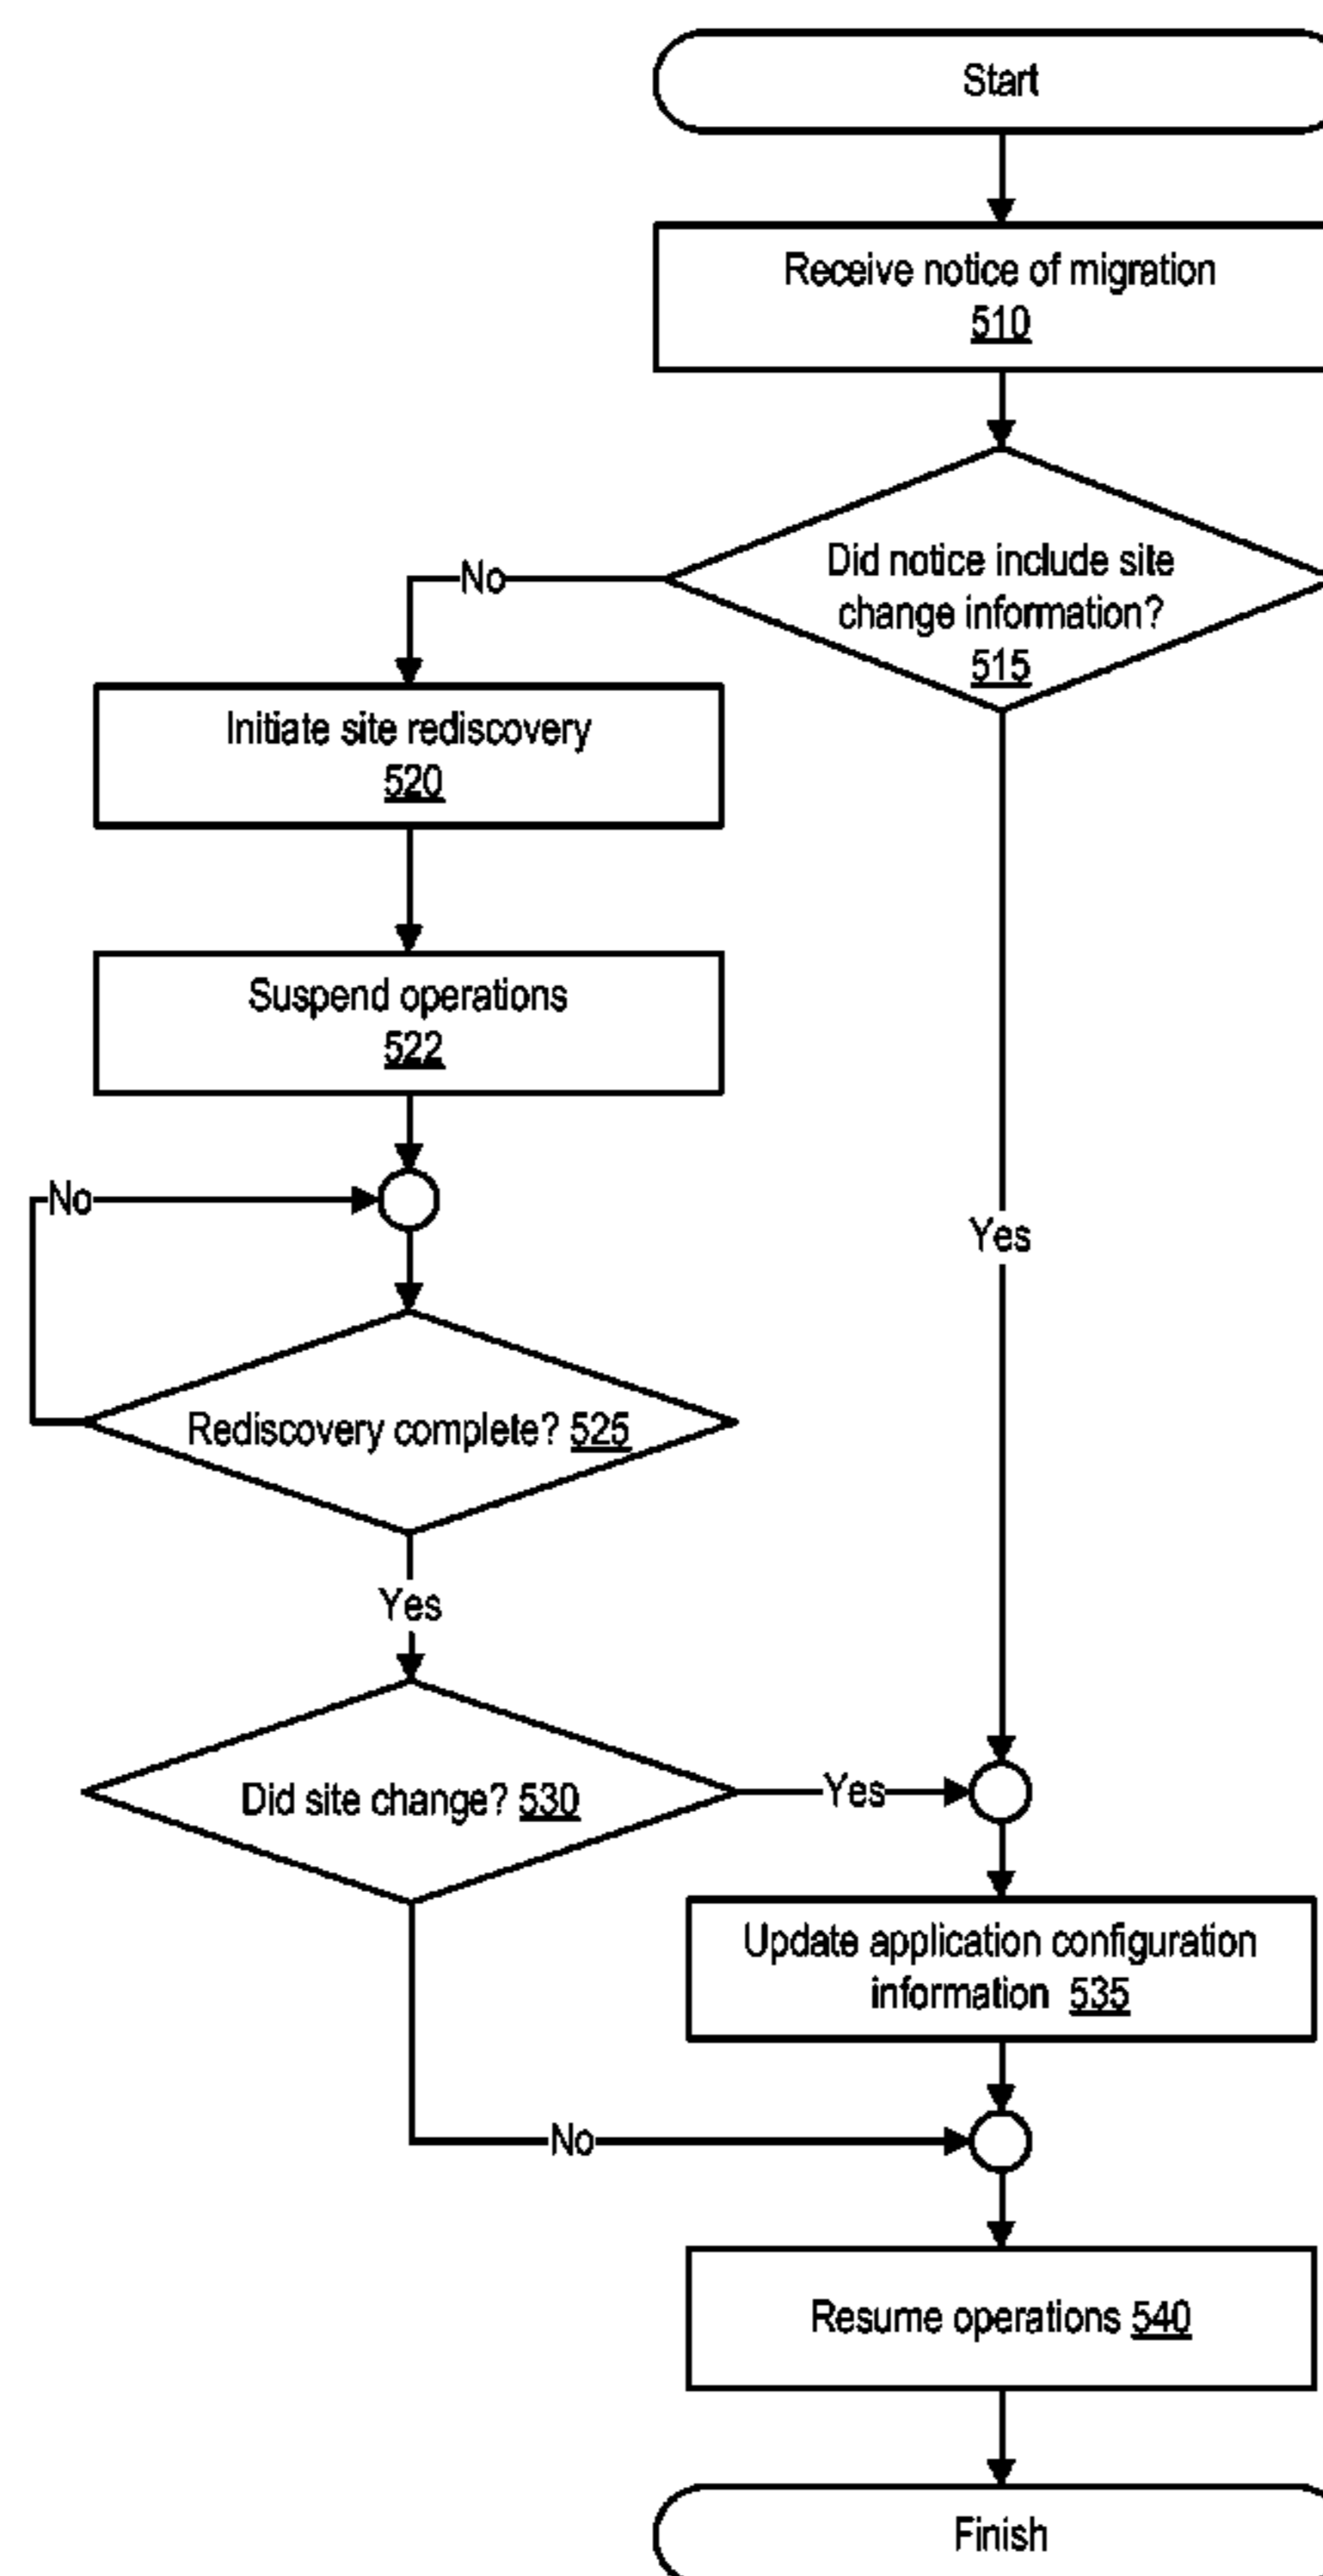 Start
Receive notice of migration
510
Did notice include site
change information?
515
No
Initiate site rediscovery
520
Suspend operations
522
No
Yes
Rediscovery complete? 525
Yes
Did site change? 530
Yes
Update application configuration
information 535
No
Resume operations 540
Finish